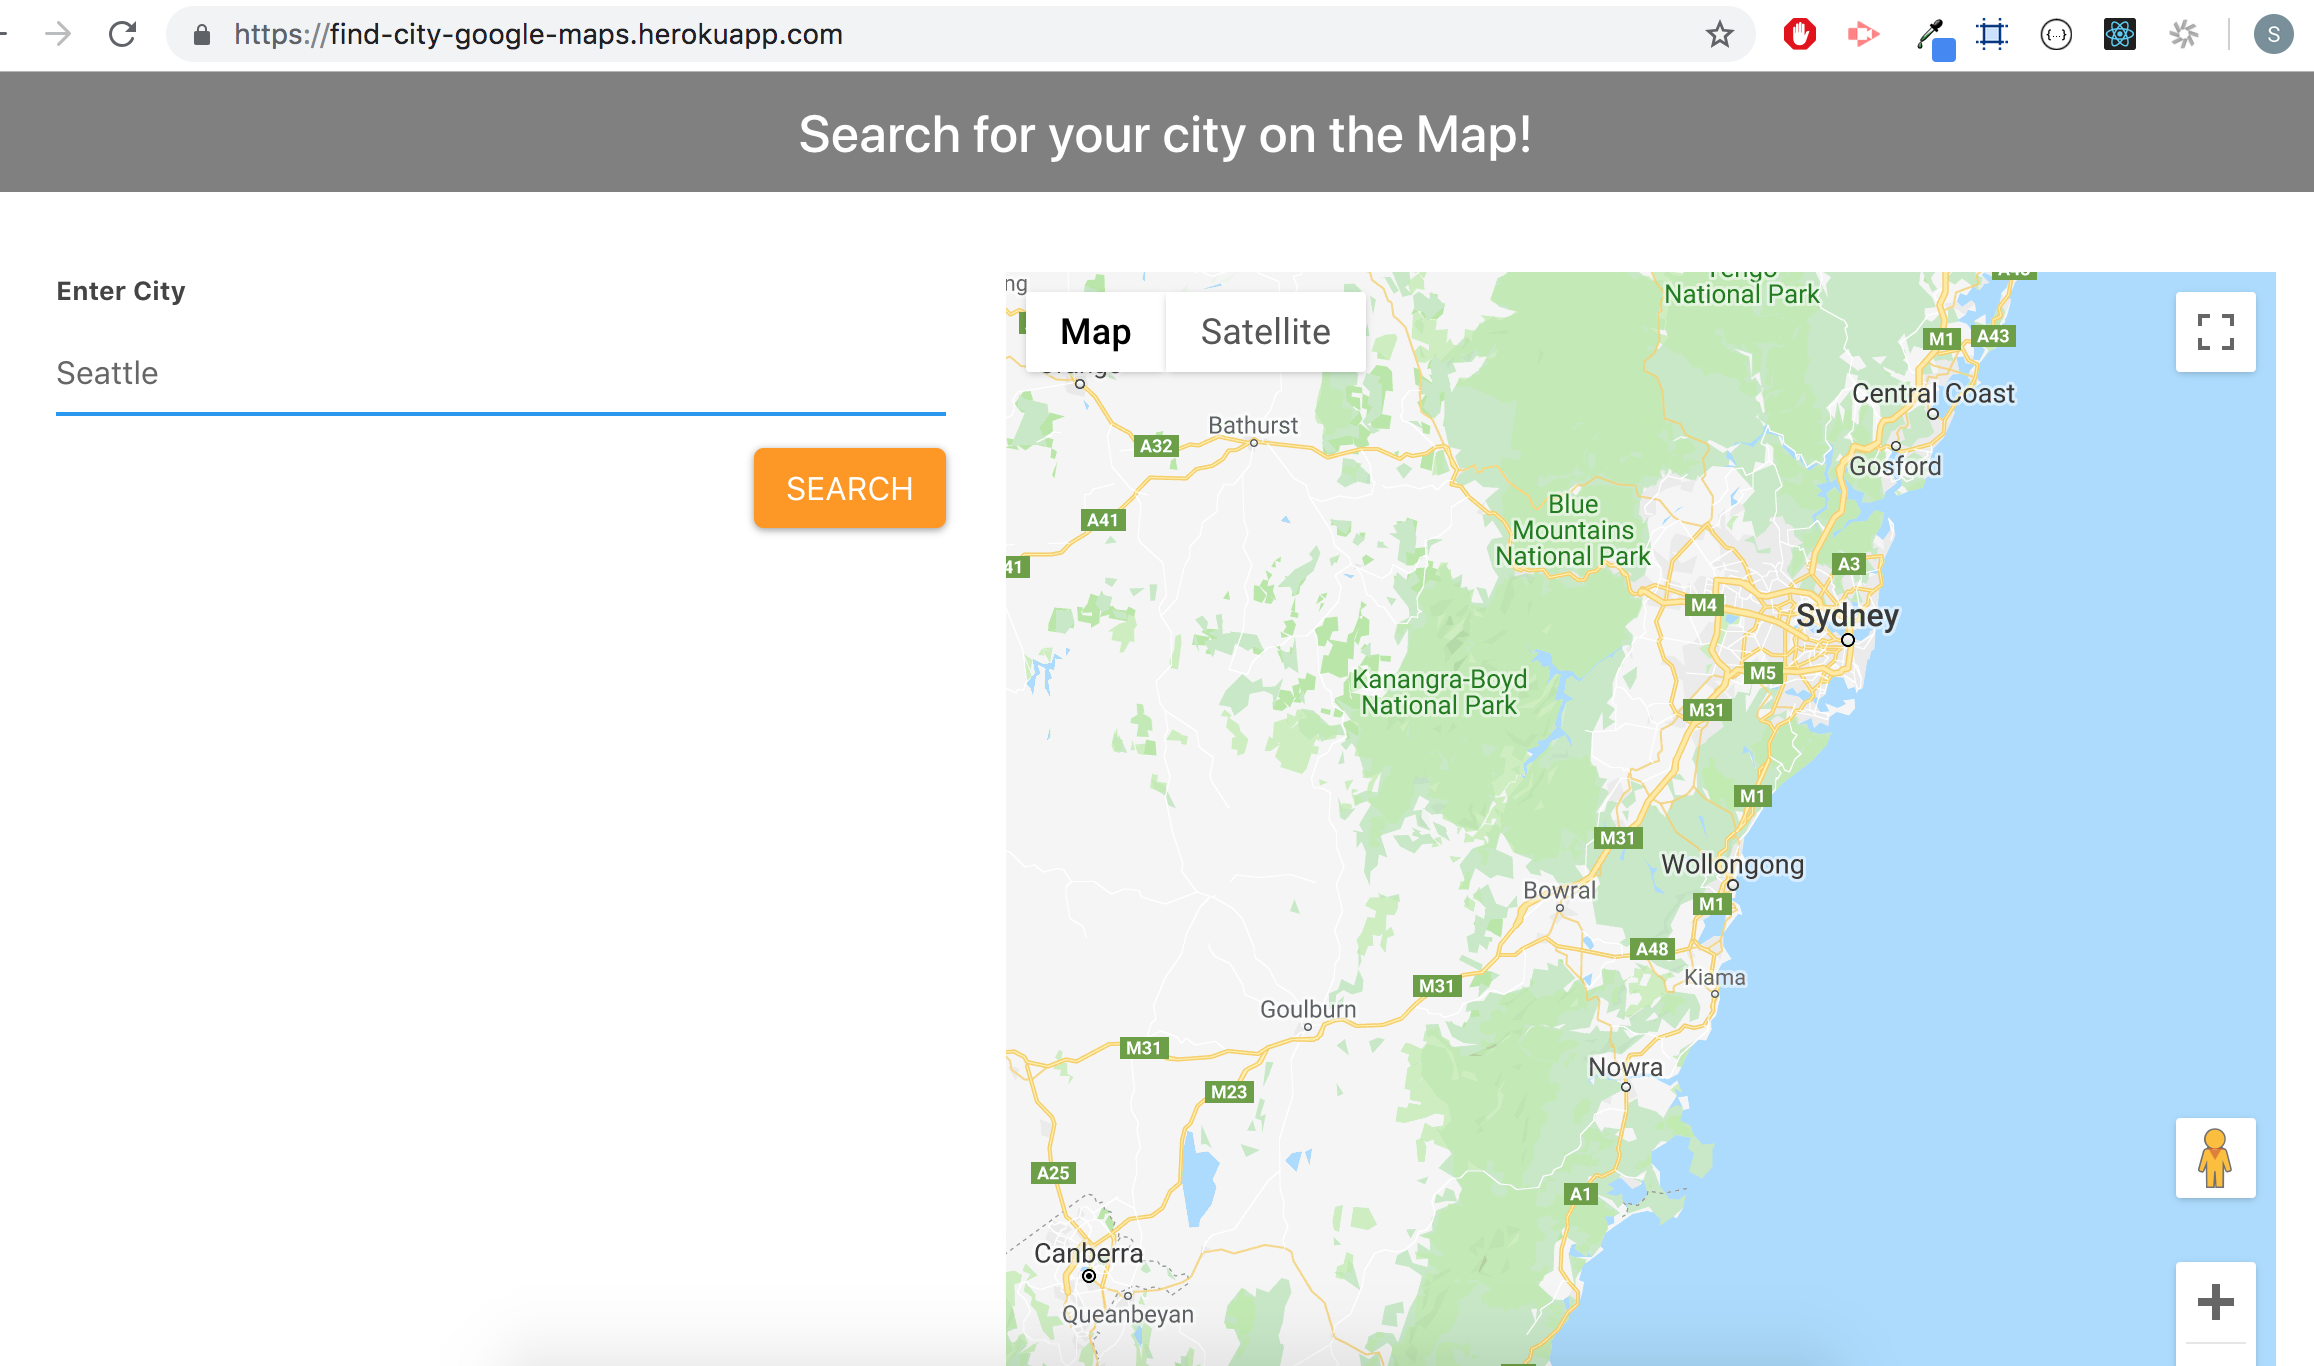 https://find-city-google-maps.herokuapp.com
S
Search for your city on the Map!
Enter City
Seattle
SEARCH
Map
Satellite
National Park
M1
A43
Central Coast
Gosford
Bathurst
A32
A41
41
Blue
Mountains
National Park
A3
M4
Sydney
M5
Kanangra-Boyd
National Park
M31
M1
M31
Wollongong
Bowral
M1
A48
Kiama
M31
Goulburn
M31
Nowra
M23
A25
A1
Canberra
Queanbeyan